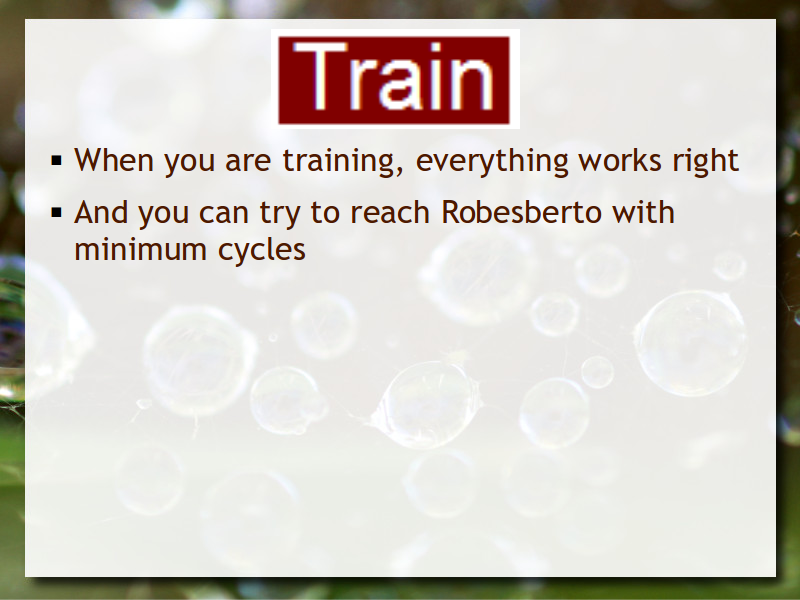 Train
▪ When you are training, everything works right
▪ And you can try to reach Robesberto with
minimum cycles